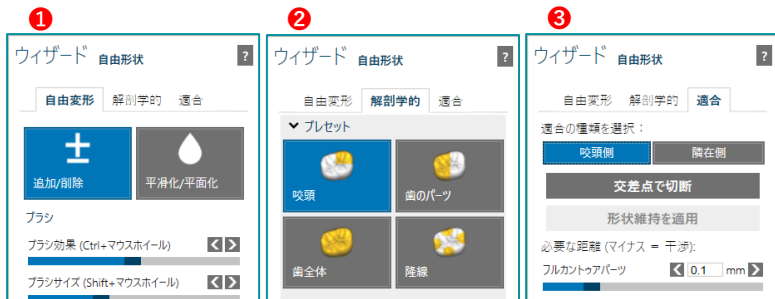 1
2
3
ウィザード 自由形状 ?
自由変形 解剖学的 適合
追加/削除 平滑化/平面化
ブラシ
ブラシ効果 (Ctrl+マウスホイール)
ブラシサイズ (Shift+マウスホイール)
ウィザード 自由形状 ?
自由変形 解剖学的 適合
プレセット
咬頭 歯のパーツ
歯全体 隆線
ウィザード 自由形状 ?
自由変形 解剖学的 適合
適合の種類を選択：
咬頭側 隣在側
交差点で切断
形状維持を適用
必要な距離 (マイナス = 干渉):
フルカントゥアパーツ 0.1 mm